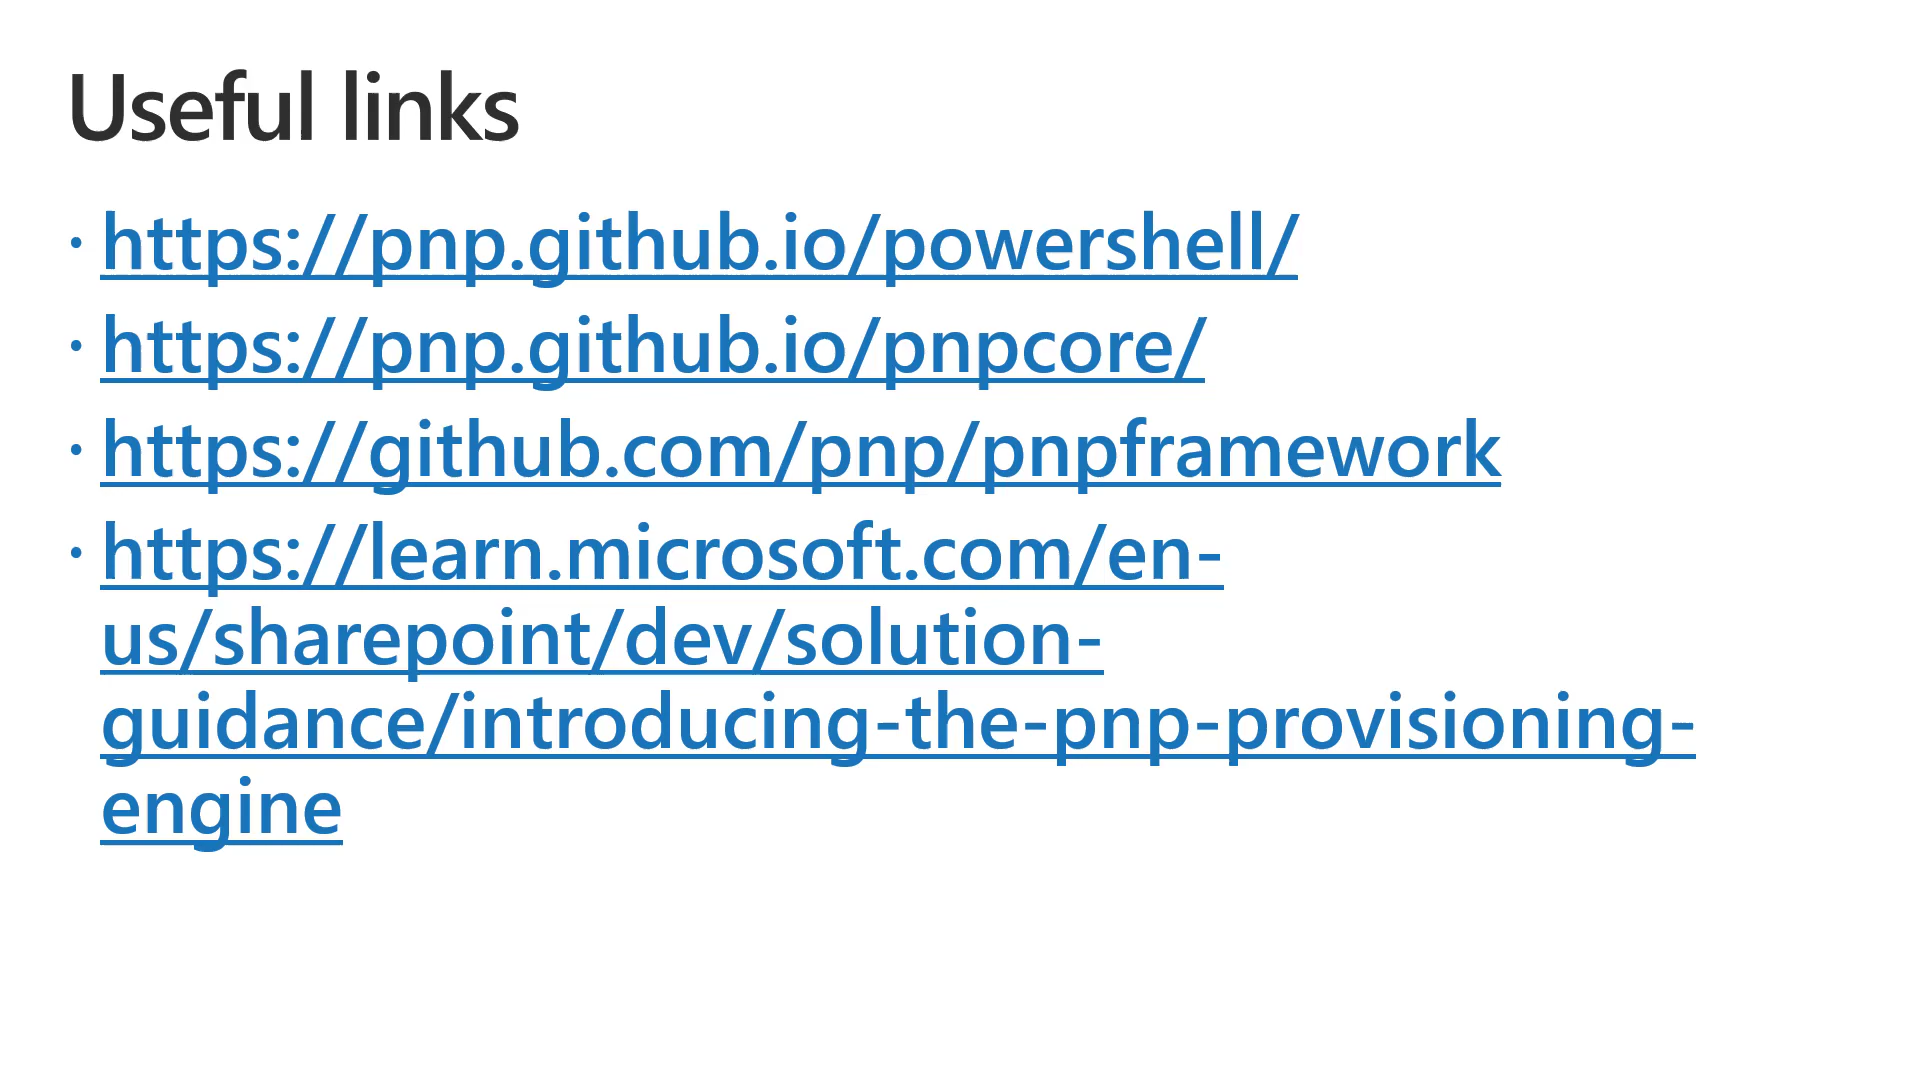 Useful links
· https://pnp.github.io/powershell/
· https://pnp.github.io/pnpcore/
· https://github.com/pnp/pnpframework
· https://learn.microsoft.com/en-
us/sharepoint/dev/solution-
guidance/introducing-the-pnp-provisioning-
engine